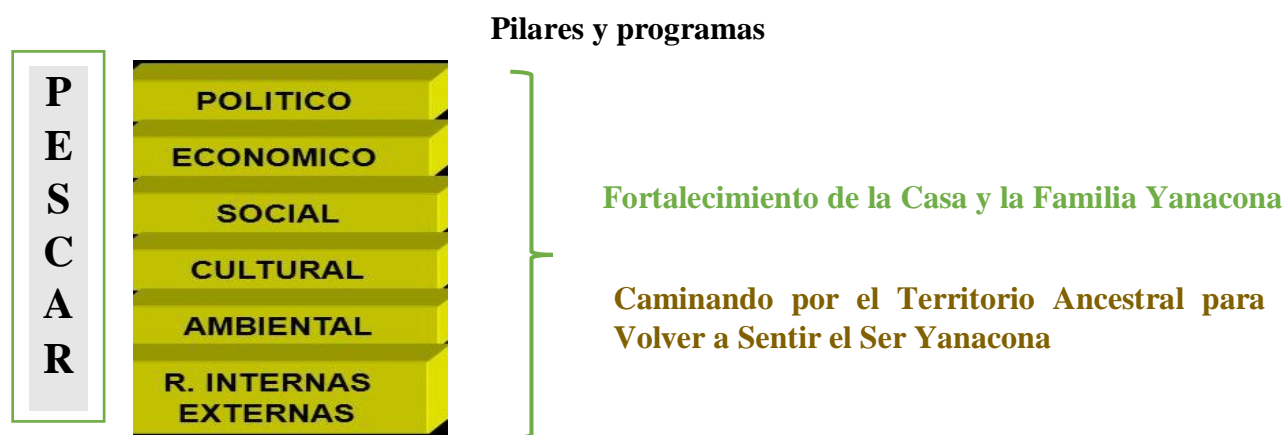 Pilares y programas
P
E
S
C
A
R
POLITICO
ECONOMICO
SOCIAL
CULTURAL
AMBIENTAL
R. INTERNAS
EXTERNAS
Fortalecimiento de la Casa y la Familia Yanacona
Caminando por el Territorio Ancestral para
Volver a Sentir el Ser Yanacona